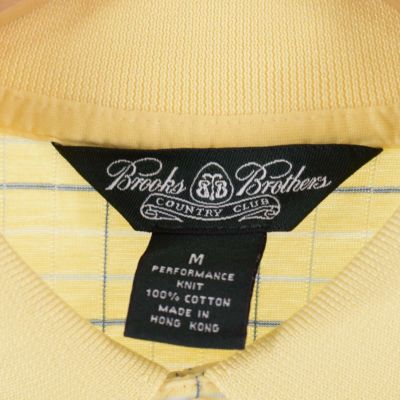 Brooks BB Brothers
COUNTRY CLUB
M
PERFORMANCE
KNIT
100% COTTON
MADE IN
HONG KONG